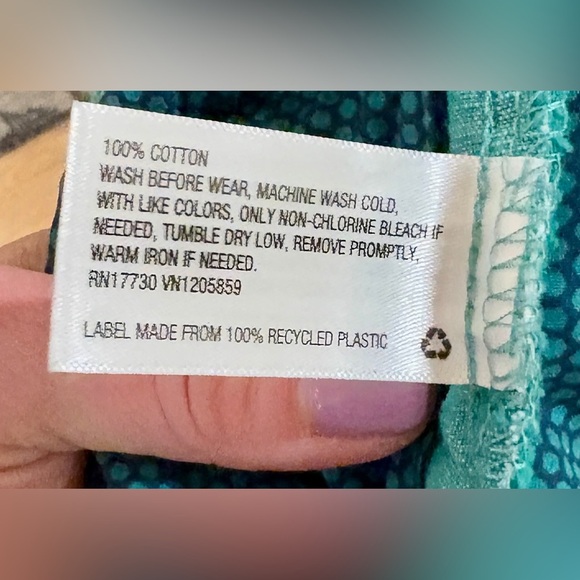 100% COTTON
WASH BEFORE WEAR, MACHINE WASH COLD,
WITH LIKE COLORS, ONLY NON-CHLORINE BLEACH IF
NEEDED, TUMBLE DRY LOW, REMOVE PROMPTLY,
WARM IRON IF NEEDED.
RN17730 VN1205859
LABEL MADE FROM 100% RECYCLED PLASTIC